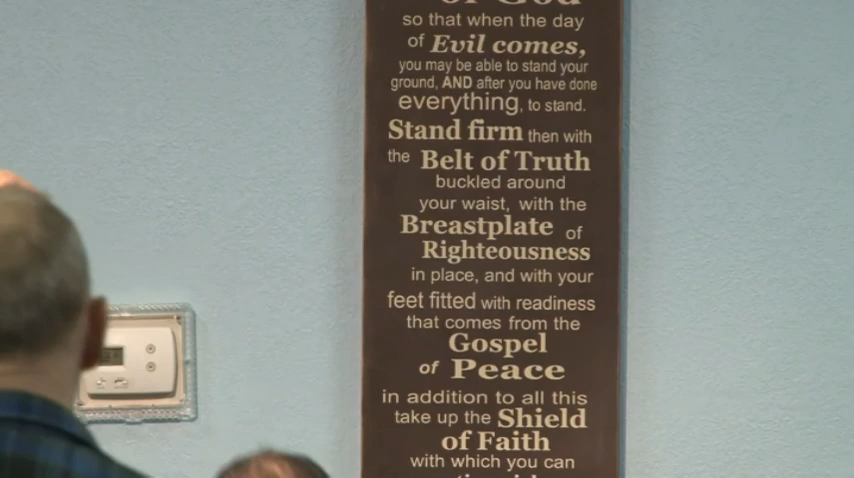 of God
so that when the day
of Evil comes,
you may be able to stand your
ground, AND after you have done
everything, to stand.
Stand firm then with
the Belt of Truth
buckled around
your waist, with the
Breastplate of
Righteousness
in place, and with your
feet fitted with readiness
that comes from the
Gospel
of Peace
in addition to all this
take up the Shield
of Faith
with which you can